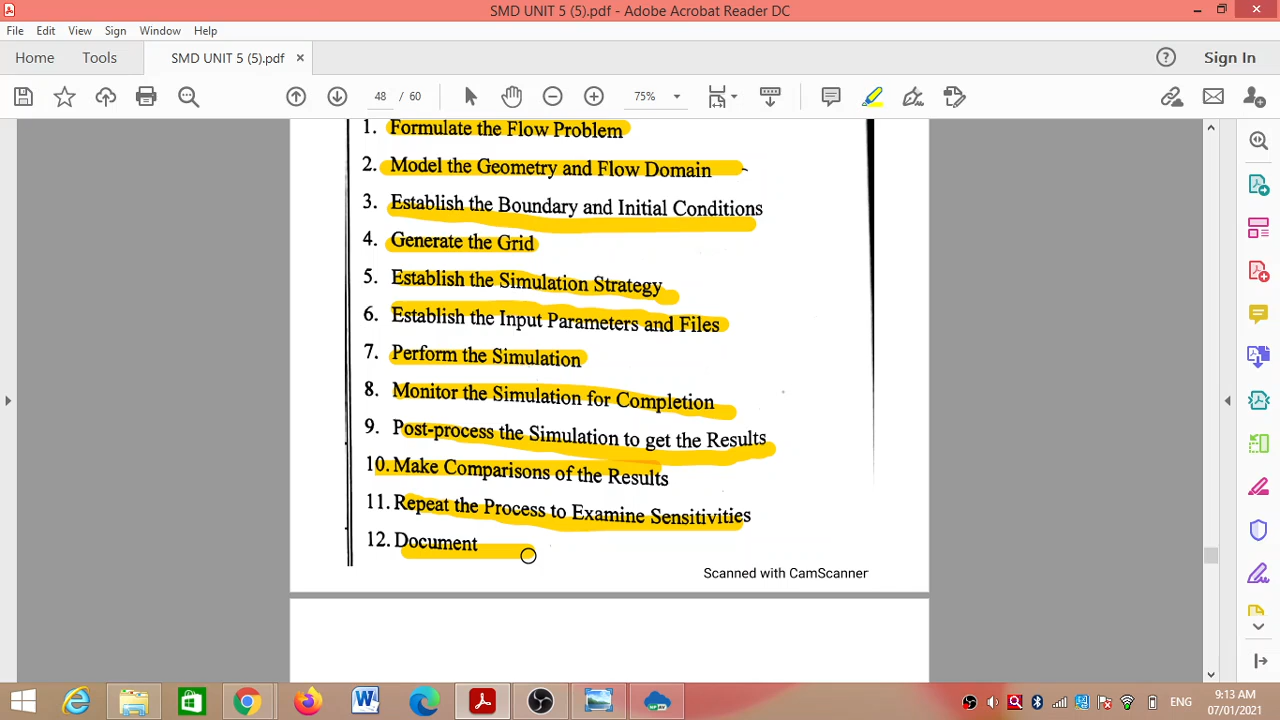 SMD UNIT 5 (5).pdf - Adobe Acrobat Reader DC
File Edit View Sign Window Help
Home Tools SMD UNIT 5 (5).pdf × Sign In
48 / 60 75%
1. Formulate the Flow Problem
2. Model the Geometry and Flow Domain
3. Establish the Boundary and Initial Conditions
4. Generate the Grid
5. Establish the Simulation Strategy
6. Establish the Input Parameters and Files
7. Perform the Simulation
8. Monitor the Simulation for Completion
9. Post-process the Simulation to get the Results
10. Make Comparisons of the Results
11. Repeat the Process to Examine Sensitivities
12. Document
Scanned with CamScanner
ENG
9:13 AM
07/01/2021